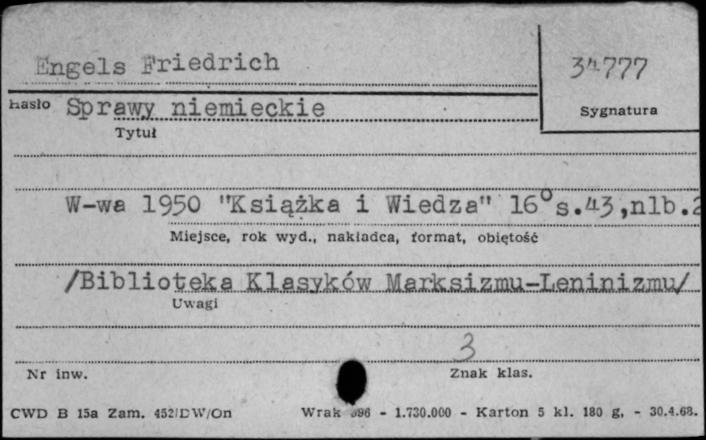 Engels Friedrich
34777
Hasło Sprawy niemieckie
Sygnatura
Tytuł
W-wa 1950 "Książka i Wiedza" 16° s.43,nlb.2
Miejsce, rok wyd., nakładca, format, objętość
/Biblioteka Klasyków Marksizmu-Leninizmu/
Uwagi
3
Nr inw.
Znak klas.
CWD B 15a Zam. 452/DW/On Wrak 696 - 1.730.000 - Karton 5 kl. 180 g, - 30.4.68.